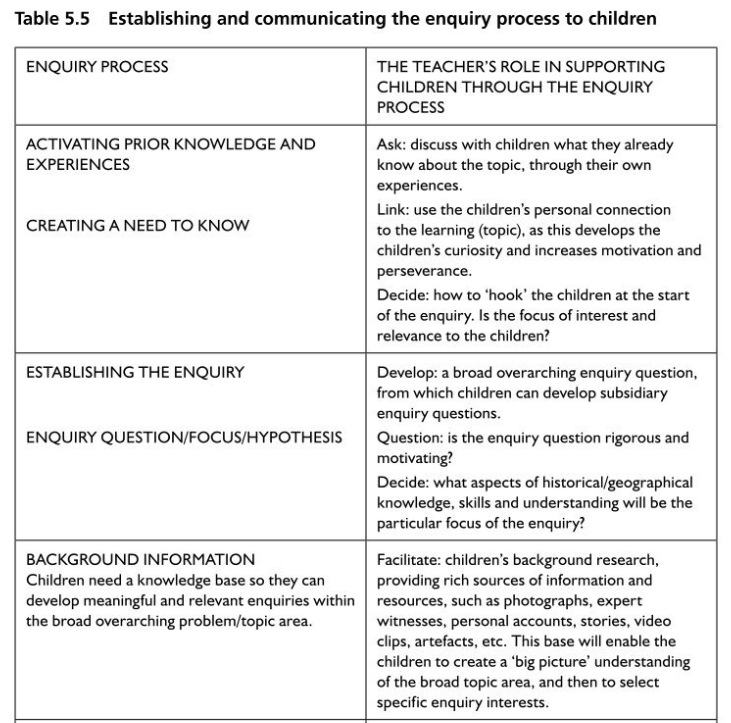 Table 5.5 Establishing and communicating the enquiry process to children
ENQUIRY PROCESS
THE TEACHER'S ROLE IN SUPPORTING
CHILDREN THROUGH THE ENQUIRY
PROCESS
ACTIVATING PRIOR KNOWLEDGE AND
EXPERIENCES
CREATING A NEED TO KNOW
Ask: discuss with children what they already
know about the topic, through their own
experiences.
Link: use the children's personal connection
to the learning (topic), as this develops the
children's curiosity and increases motivation and
perseverance.
Decide: how to 'hook' the children at the start
of the enquiry. Is the focus of interest and
relevance to the children?
ESTABLISHING THE ENQUIRY
ENQUIRY QUESTION/FOCUS/HYPOTHESIS
Develop: a broad overarching enquiry question,
from which children can develop subsidiary
enquiry questions.
Question: is the enquiry question rigorous and
motivating?
Decide: what aspects of historical/geographical
knowledge, skills and understanding will be the
particular focus of the enquiry?
BACKGROUND INFORMATION
Children need a knowledge base so they can
develop meaningful and relevant enquiries within
the broad overarching problem/topic area.
Facilitate: children's background research,
providing rich sources of information and
resources, such as photographs, expert
witnesses, personal accounts, stories, video
clips, artefacts, etc. This base will enable the
children to create a 'big picture' understanding
of the broad topic area, and then to select
specific enquiry interests.